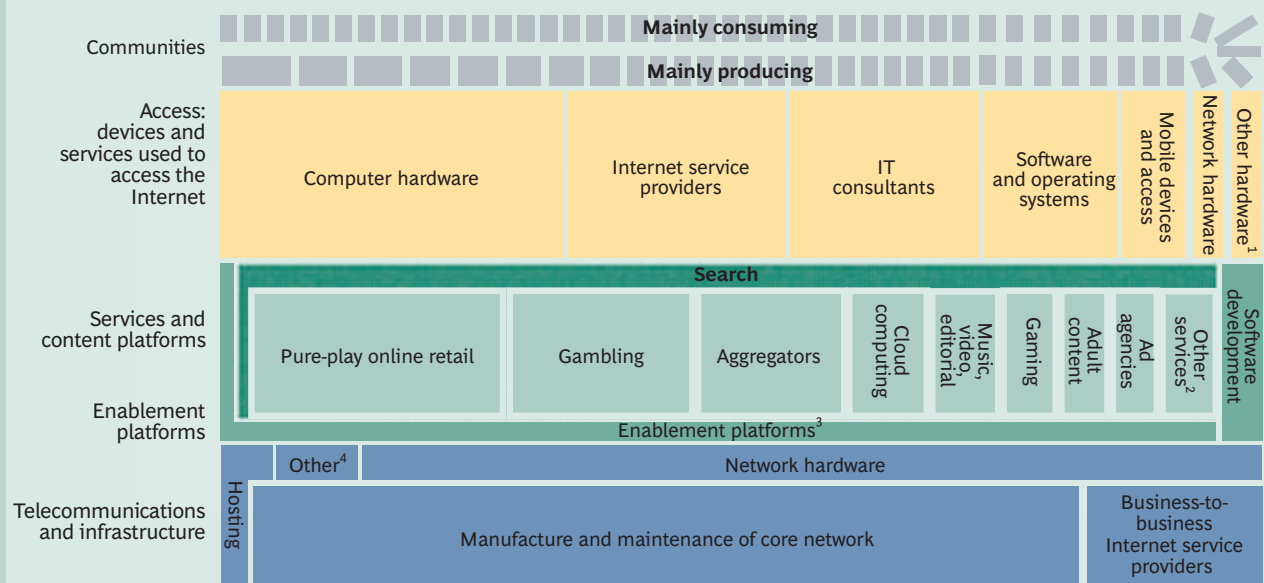 Communities
Mainly consuming
Mainly producing
Access:
devices and
services used to
access the
Internet
Computer hardware
Internet service
providers
IT
consultants
Software
and operating
systems
Mobile devices
and access
Network hardware
Other hardware1
Services and
content platforms
Search
Pure-play online retail
Gambling
Aggregators
Cloud
computing
Music,
video,
editorial
Gaming
Adult
content
Ad
agencies
Other
services2
Software
development
Enablement
platforms
Enablement platforms3
Telecommunications
and infrastructure
Hosting
Other4
Network hardware
Manufacture and maintenance of core network
Business-to-
business
Internet service
providers